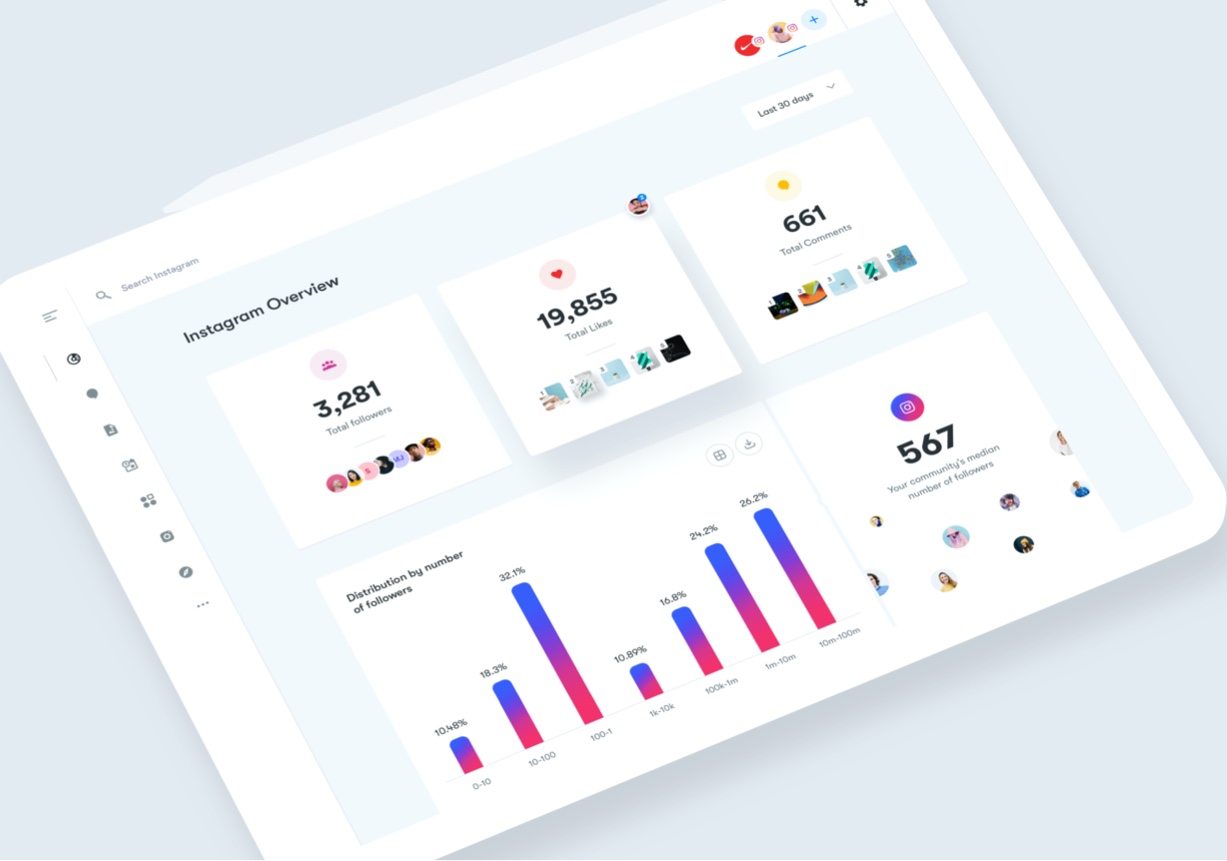 Search Instagram
Last 30 days
Instagram Overview
3,281
Total followers
19,855
Total Likes
661
Total Comments
567
Your community's median
number of followers
Distribution by number
of followers
10.48%
18.3%
32.1%
10.89%
16.8%
24.2%
26.2%
0-10
10-100
100-1
1k-10k
100k-1m
1m-10m
10m-100m